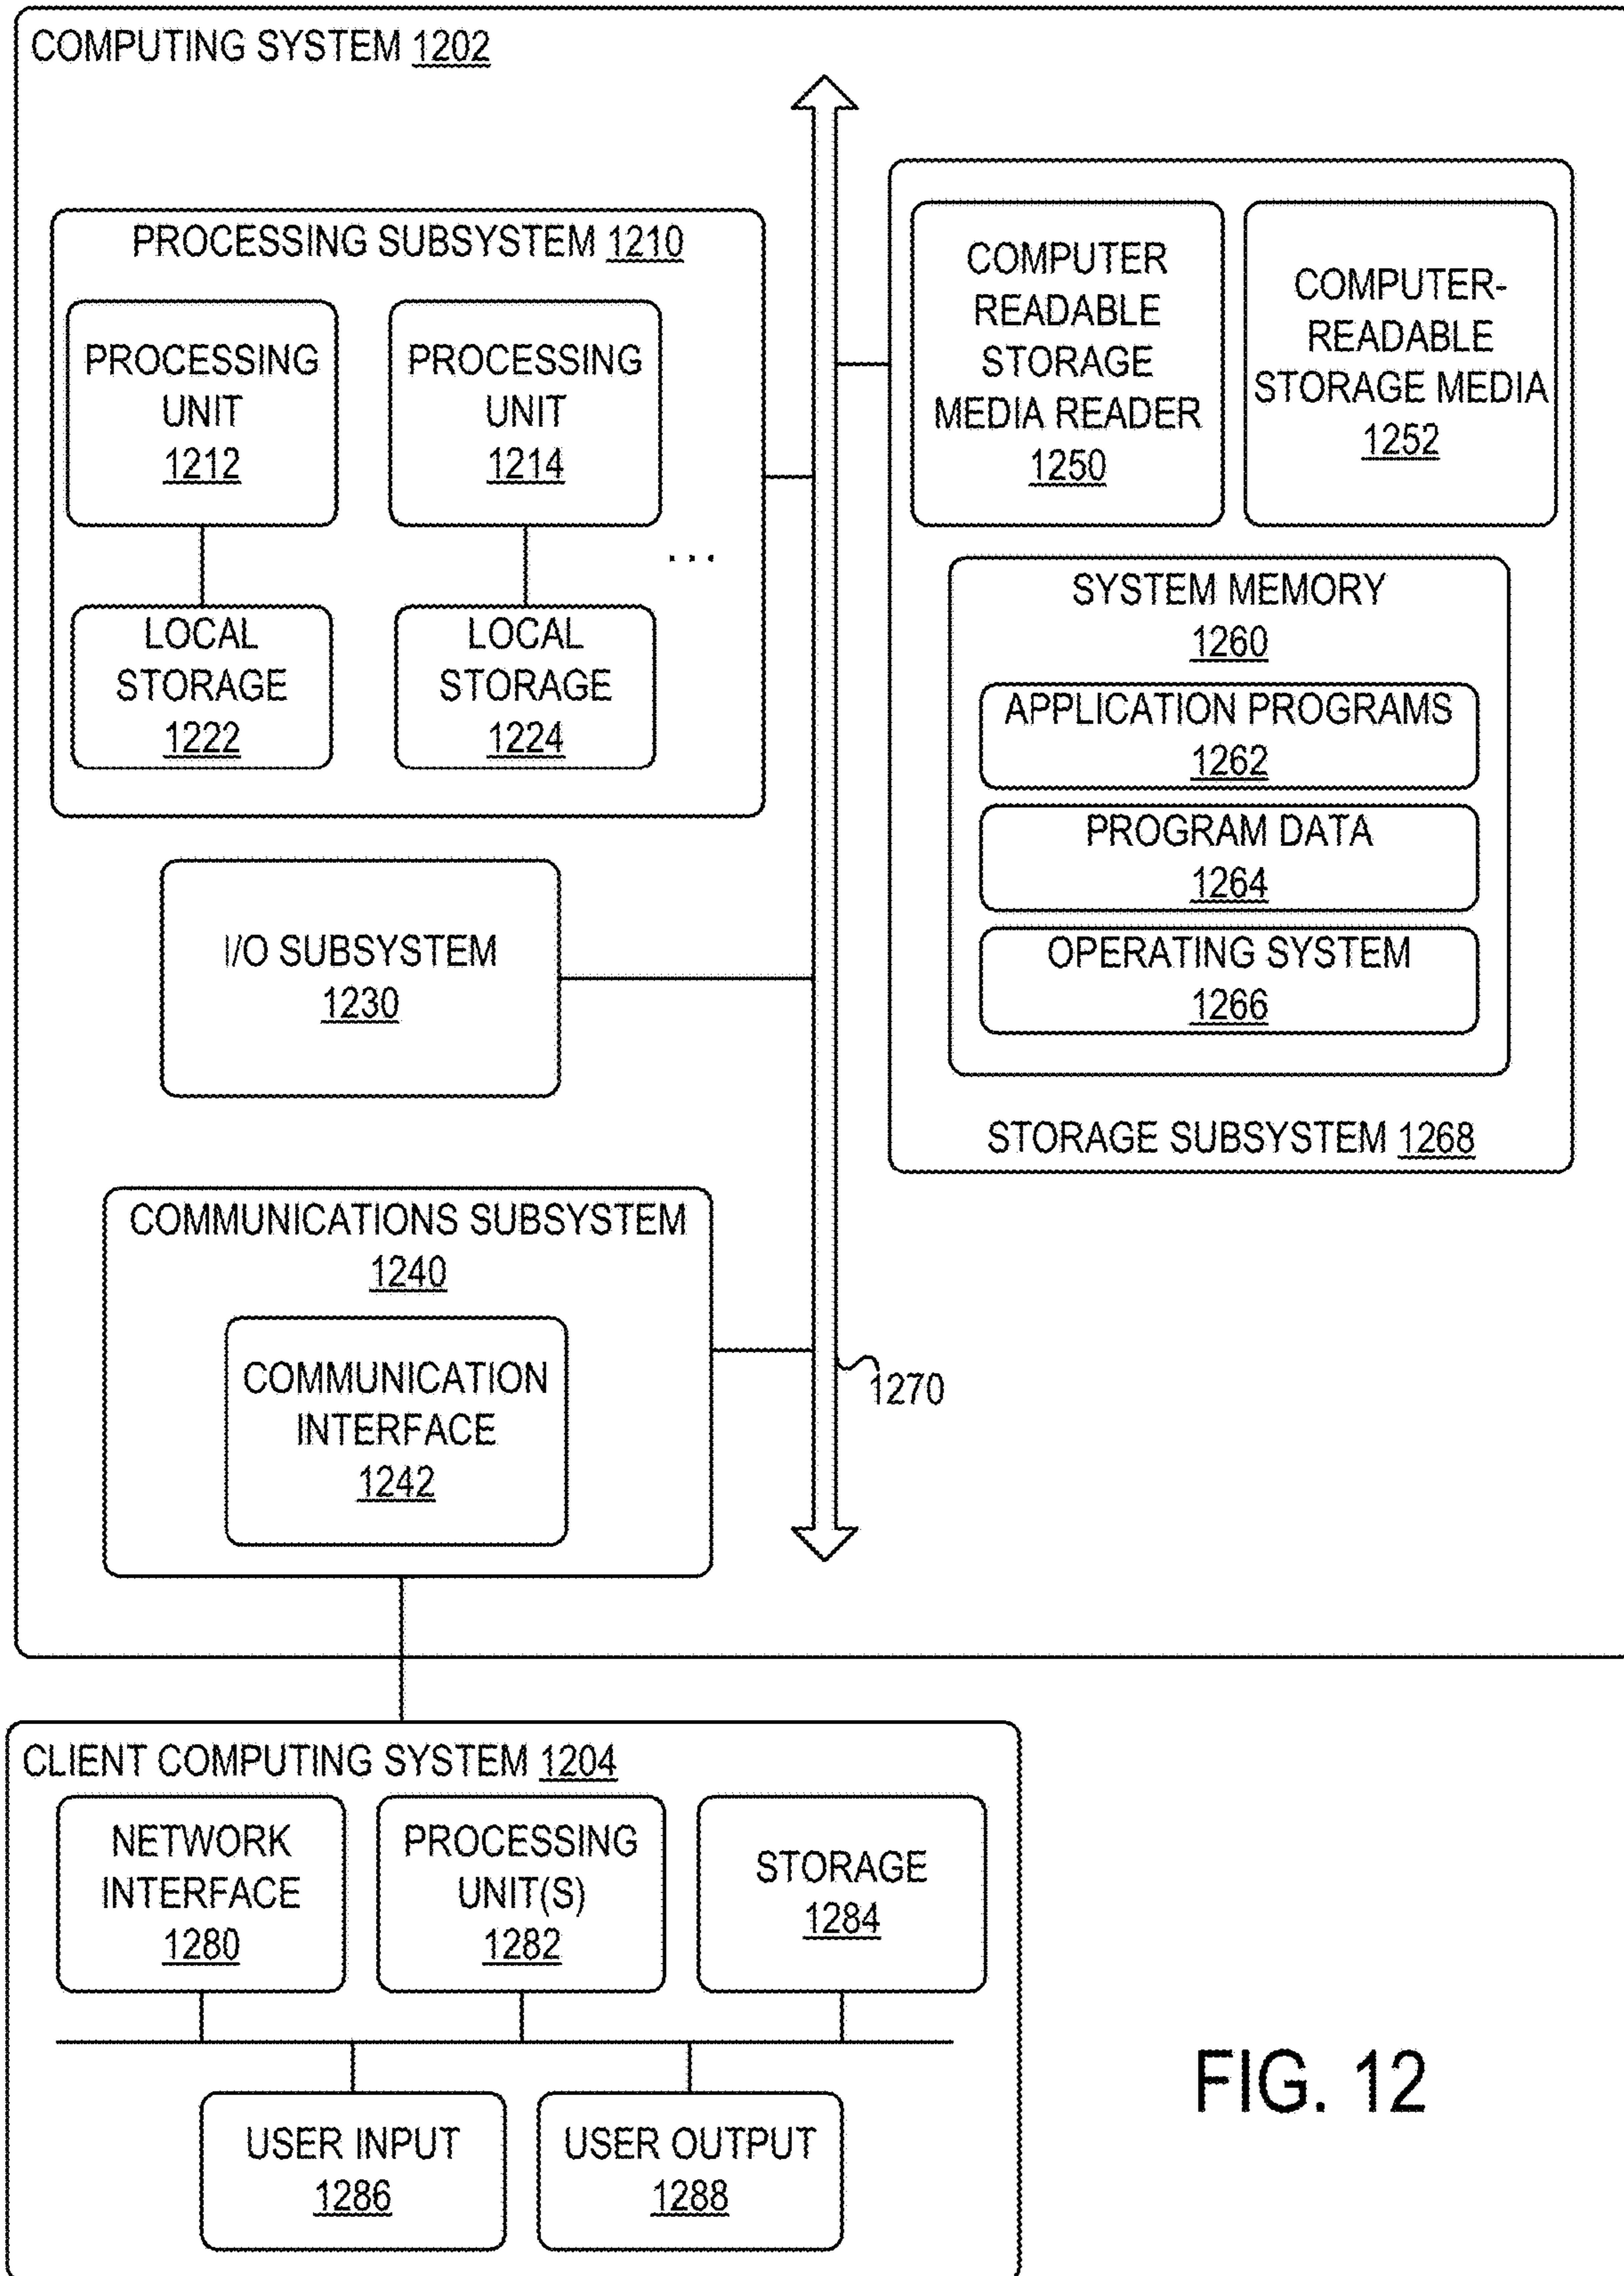 COMPUTING SYSTEM 1202
PROCESSING SUBSYSTEM 1210
PROCESSING
UNIT
1212
PROCESSING
UNIT
1214
...
LOCAL
STORAGE
1222
LOCAL
STORAGE
1224
I/O SUBSYSTEM
1230
COMMUNICATIONS SUBSYSTEM
1240
COMMUNICATION
INTERFACE
1242
COMPUTER
READABLE
STORAGE
MEDIA READER
1250
COMPUTER-
READABLE
STORAGE MEDIA
1252
SYSTEM MEMORY
1260
APPLICATION PROGRAMS
1262
PROGRAM DATA
1264
OPERATING SYSTEM
1266
STORAGE SUBSYSTEM 1268
1270
CLIENT COMPUTING SYSTEM 1204
NETWORK
INTERFACE
1280
PROCESSING
UNIT(S)
1282
STORAGE
1284
USER INPUT
1286
USER OUTPUT
1288
FIG. 12